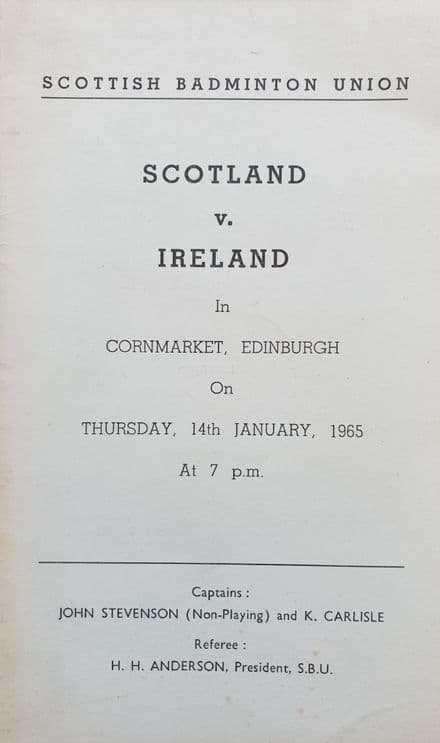 SCOTTISH BADMINTON UNION
SCOTLAND
v.
IRELAND
In
CORNMARKET, EDINBURGH
On
THURSDAY, 14th JANUARY, 1965
At 7 p.m.
Captains :
JOHN STEVENSON (Non-Playing) and K. CARLISLE
Referee :
H. H. ANDERSON, President, S.B.U.